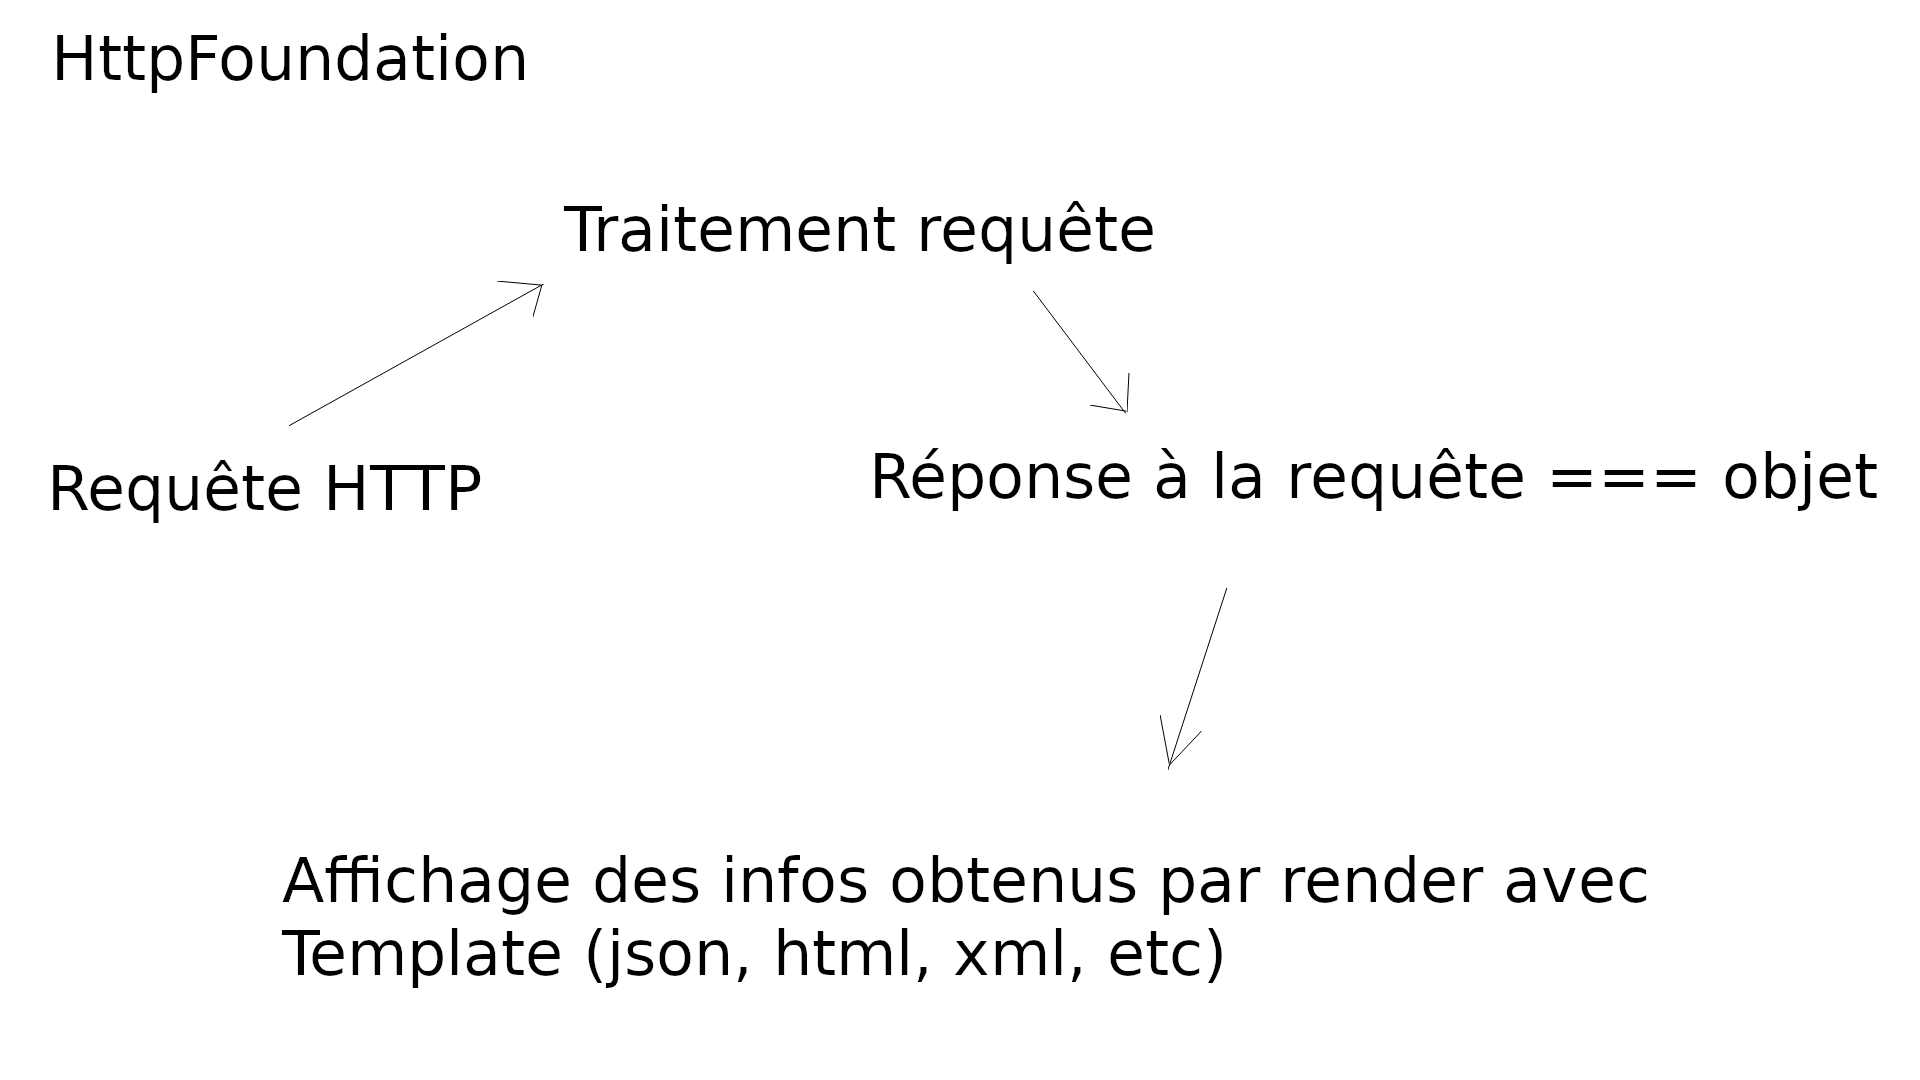 HttpFoundation
Traitement requête
Requête HTTP
Réponse à la requête === objet
Affichage des infos obtenus par render avec
Template (json, html, xml, etc)